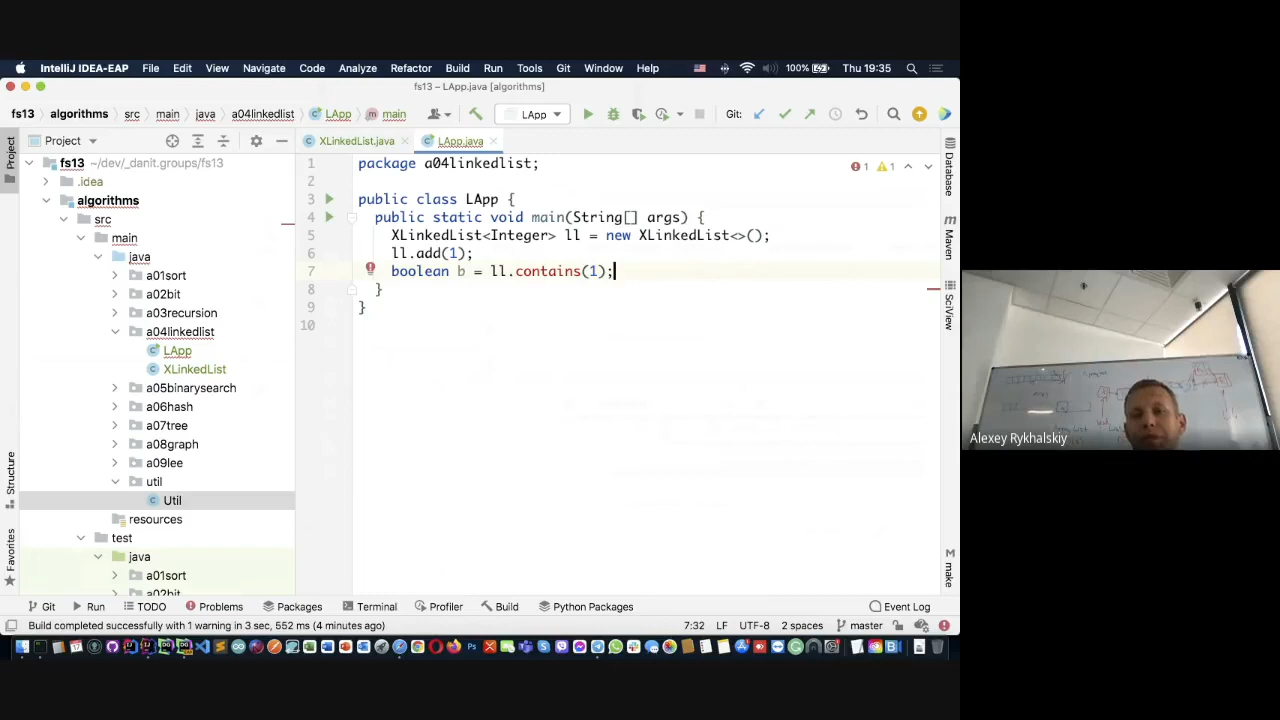 IntelliJ IDEA-EAP File Edit View Navigate Code Analyze Refactor Build Run Tools Git Window Help 100% Thu 19:35
fs13 – LApp.java [algorithms]
fs13 algorithms src main java a04linkedlist LApp main LApp Git:
Project XLinkedList.java LApp.java
fs13 ~/dev/_danit.groups/fs13
.idea
algorithms
src
main
java
a01sort
a02bit
a03recursion
a04linkedlist
LApp
XLinkedList
a05binarysearch
a06hash
a07tree
a08graph
a09lee
util
Util
resources
test
java
a01sort
a02bit
1 package a04linkedlist;
2
3 public class LApp {
4 public static void main(String[] args) {
5 XLinkedList<Integer> ll = new XLinkedList<>();
6 ll.add(1);
7 boolean b = ll.contains(1);
8 }
9 }
10
1 1
Project
Structure
Favorites
Database
Maven
SciView
make
Alexey Rykhalskiy
Git Run TODO Problems Packages Terminal Profiler Build Python Packages Event Log
Build completed successfully with 1 warning in 3 sec, 552 ms (4 minutes ago) 7:32 LF UTF-8 2 spaces master